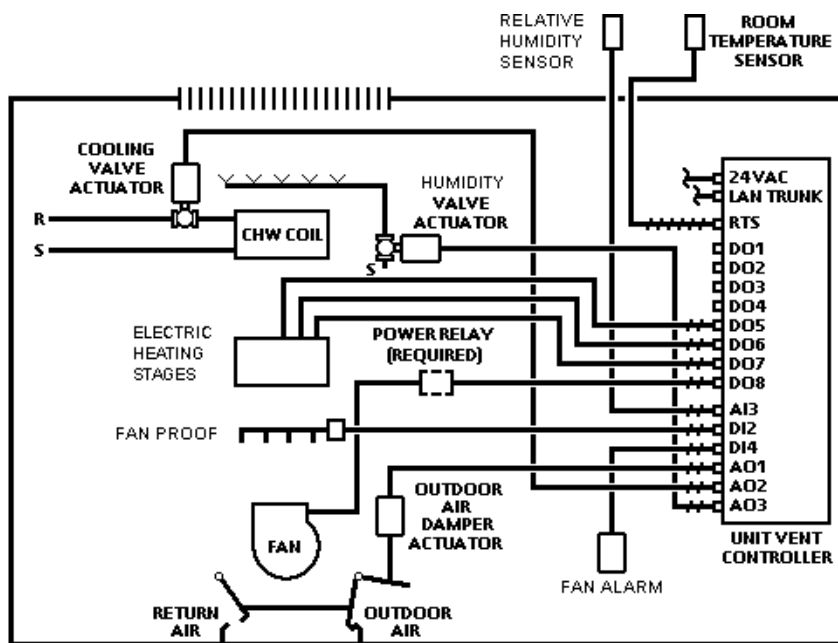 RELATIVE
HUMIDITY
SENSOR
ROOM
TEMPERATURE
SENSOR
COOLING
VALVE
ACTUATOR
HUMIDITY
VALVE
ACTUATOR
R
S
CHW COIL
S
24 VAC
LAN TRUNK
RTS
DO1
DO2
DO3
DO4
DO5
DO6
DO7
DO8
AI3
DI2
DI4
AO1
AO2
AO3
UNIT VENT
CONTROLLER
ELECTRIC
HEATING
STAGES
POWER RELAY
(REQUIRED)
FAN PROOF
FAN
OUTDOOR
AIR
DAMPER
ACTUATOR
FAN ALARM
RETURN
AIR
OUTDOOR
AIR